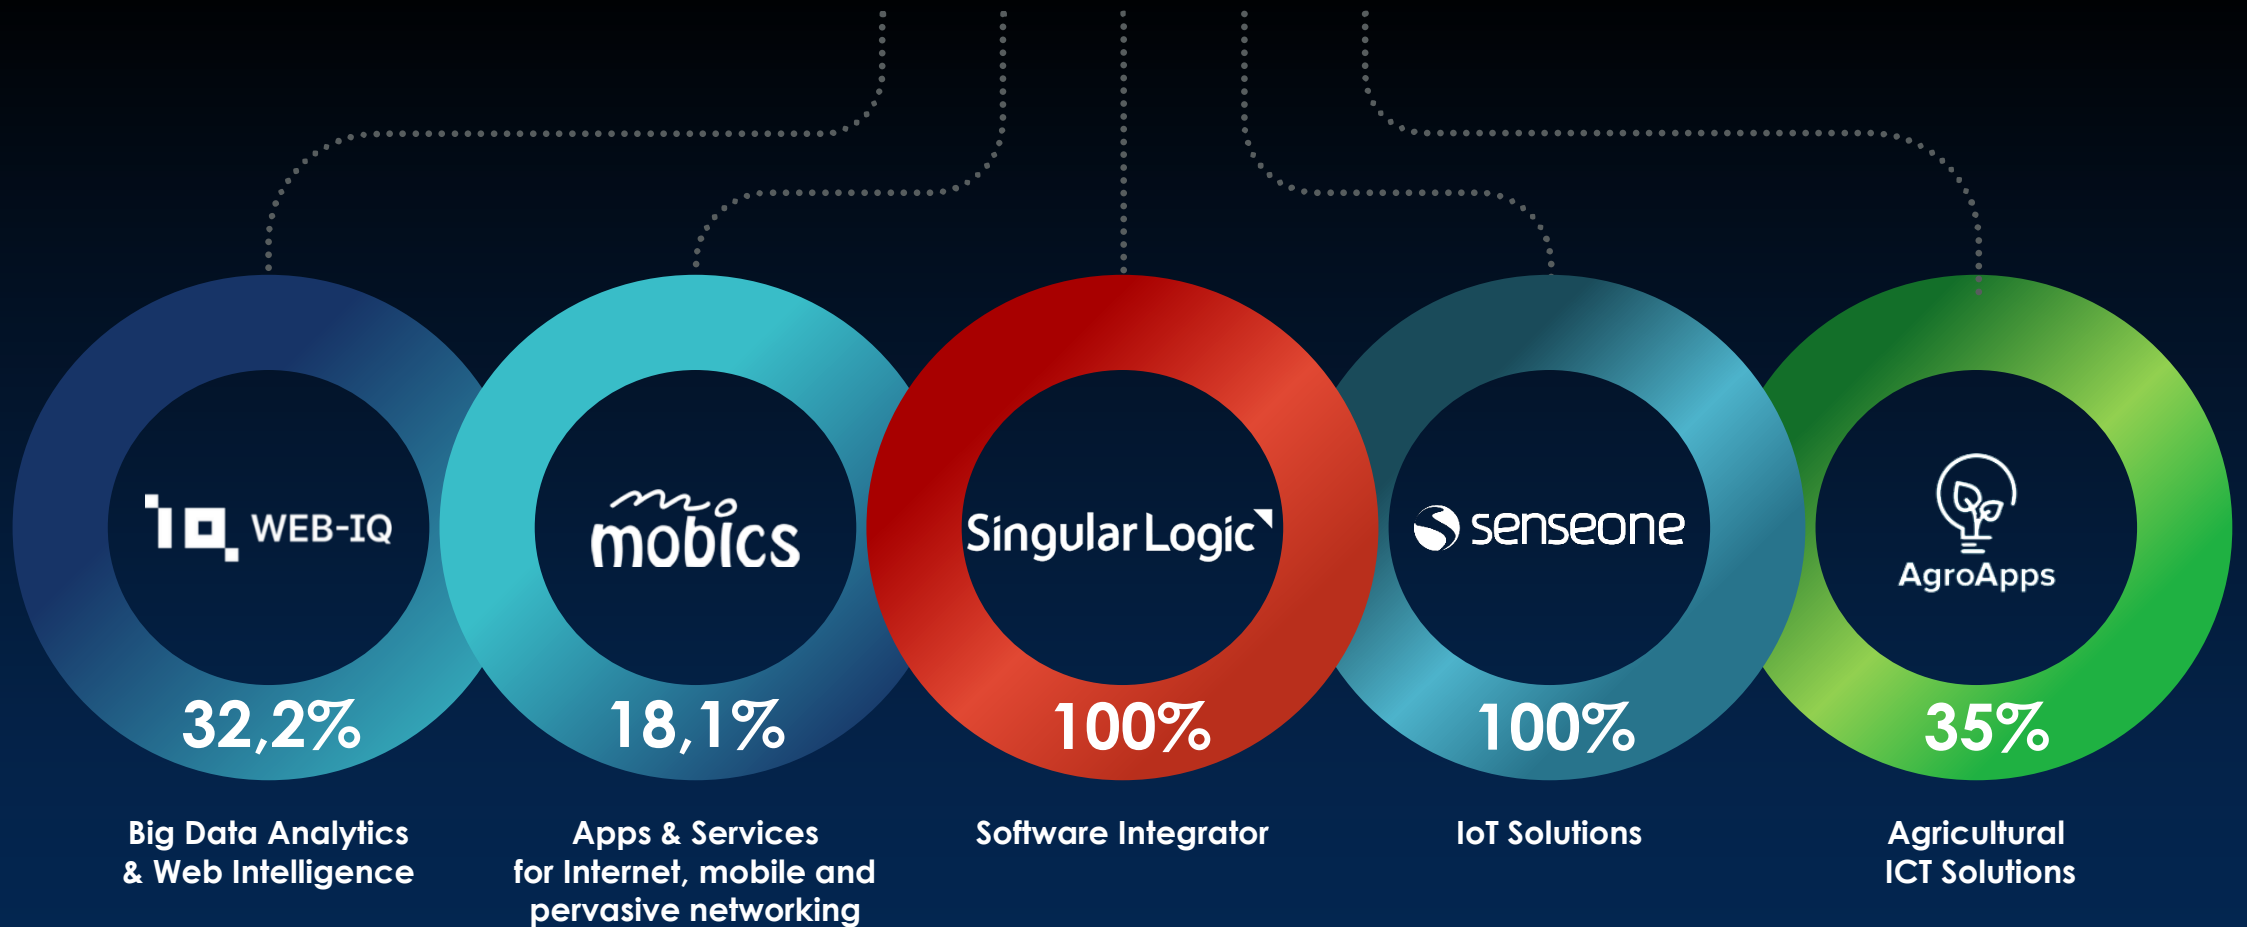 WEB-IQ
32,2%
Big Data Analytics
& Web Intelligence
mobics
18,1%
Apps & Services
for Internet, mobile and
pervasive networking
Singular Logic
100%
Software Integrator
senseone
100%
IoT Solutions
AgroApps
35%
Agricultural
ICT Solutions